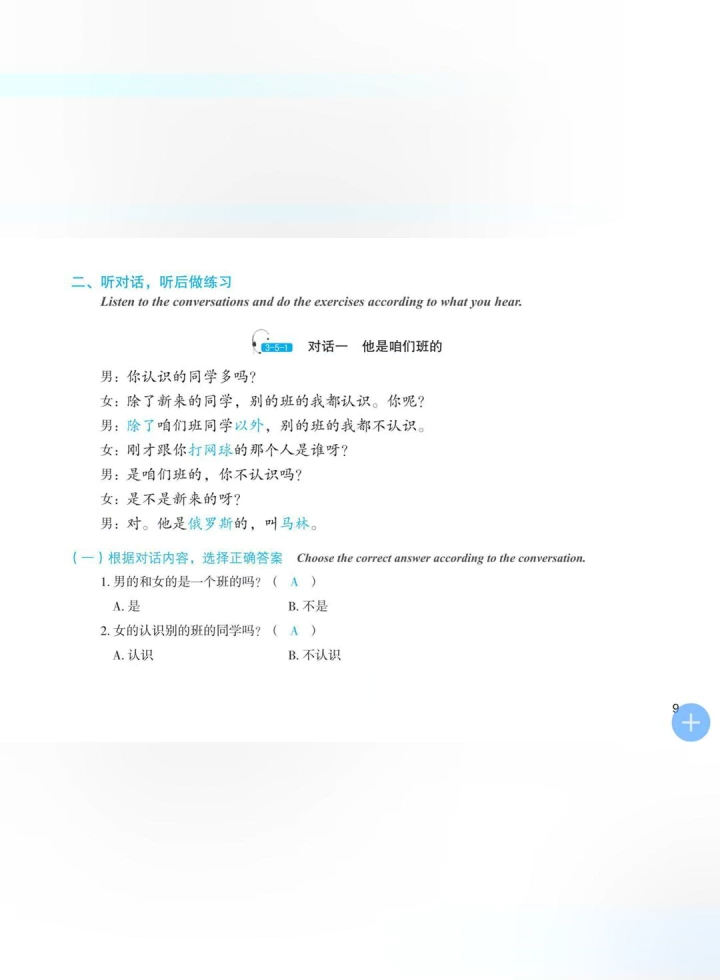 二、听对话，听后做练习
Listen to the conversations and do the exercises according to what you hear.
3-5-1 对话一 他是咱们班的
男：你认识的同学多吗？
女：除了新来的同学，别的班的我都认识。你呢？
男：除了咱们班同学以外，别的班的我都不认识。
女：刚才跟你打网球的那个人是谁呀？
男：是咱们班的，你不认识吗？
女：是不是新来的呀？
男：对。他是俄罗斯的，叫马林。
（一）根据对话内容，选择正确答案 Choose the correct answer according to the conversation.
1. 男的和女的是一个班的吗？（ A ）
A. 是 B. 不是
2. 女的认识别的班的同学吗？（ A ）
A. 认识 B. 不认识
9